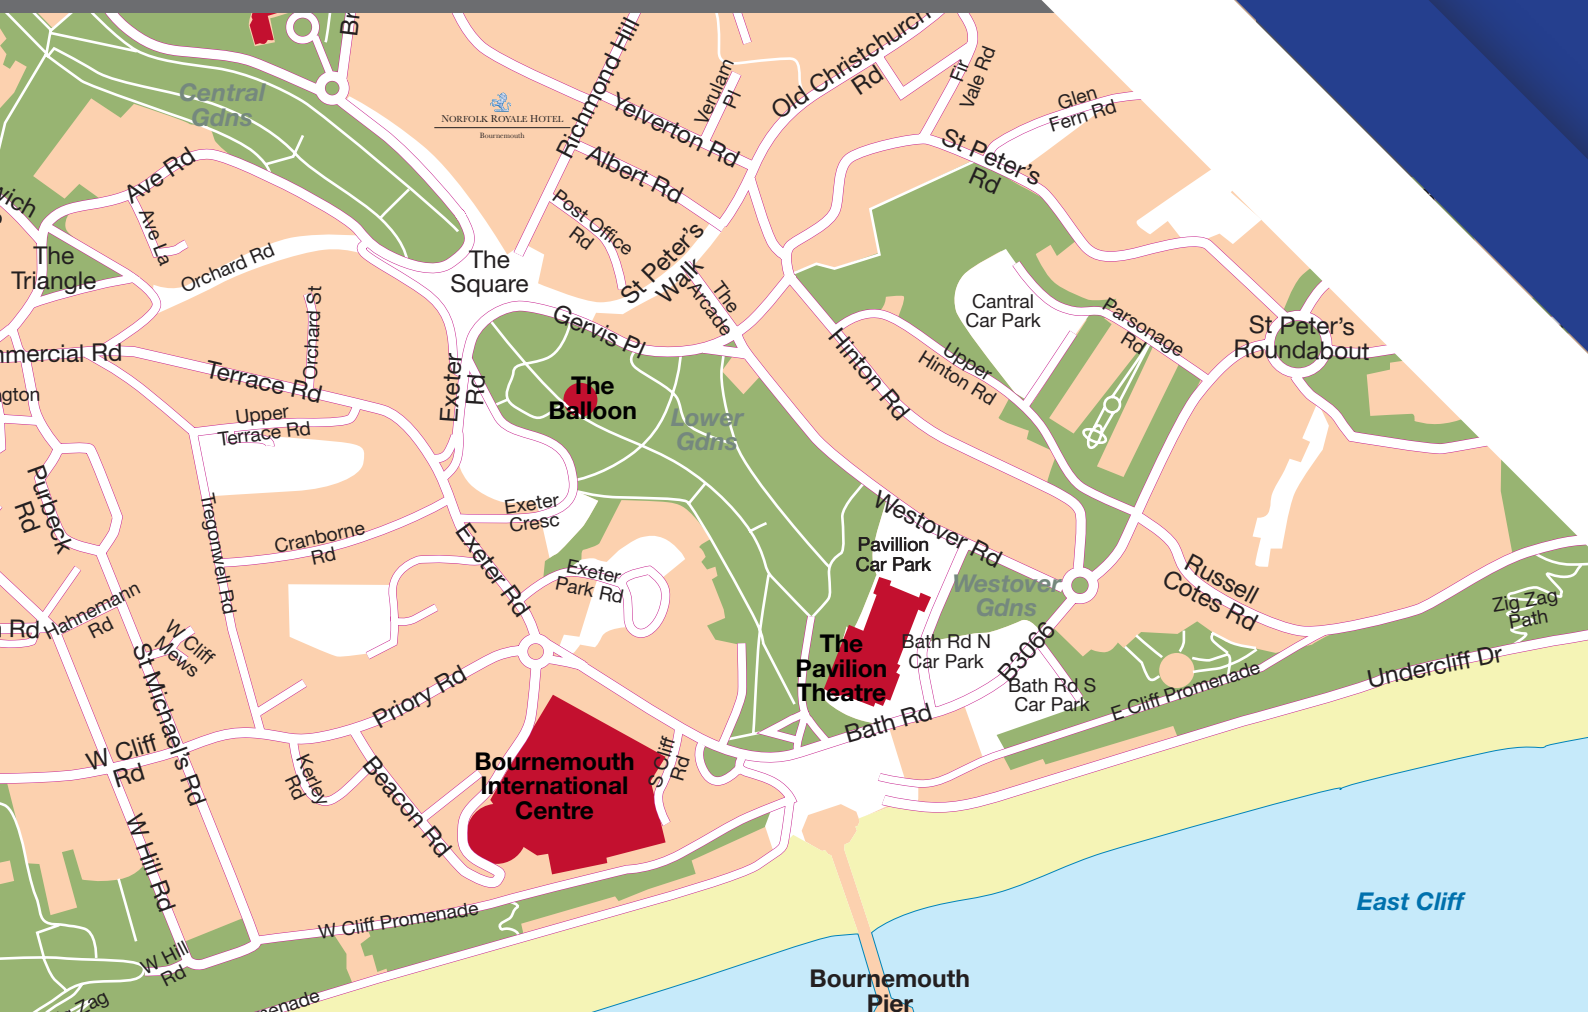 Central
Gdns
NORFOLK ROYALE HOTEL
Bournemouth
Richmond Hill
Verulam
Pl
Yelverton Rd
Albert Rd
Old Christchurch
Rd
Fir
Vale Rd
Glen
Fern Rd
St Peter's
Rd
Ave Rd
Ave La
The
Triangle
Orchard Rd
Orchard St
The
Square
Post Office
Rd
St Peter's
Walk
The
Arcade
Gervis Pl
Cantral
Car Park
Parsonage
Rd
St Peter's
Roundabout
Hinton Rd
Upper
Hinton Rd
mmercial Rd
Terrace Rd
Upper
Terrace Rd
Exeter
Rd
The
Balloon
Lower
Gdns
Purbeck
Rd
Tregonwell Rd
Cranborne
Rd
Exeter
Cresc
Exeter Rd
Exeter
Park Rd
Westover Rd
Pavillion
Car Park
Westover
Gdns
Russell
Cotes Rd
Zig Zag
Path
Hahnemann
Rd
Rd
W Cliff
Mews
St Michael's Rd
The
Pavilion
Theatre
Bath Rd N
Car Park
B3066
Bath Rd S
Car Park
Bath Rd
E Cliff Promenade
Undercliff Dr
Priory Rd
W Cliff
Rd
Kerley
Rd
Beacon Rd
Bournemouth
International
Centre
S Cliff
Rd
W Hill Rd
W Cliff Promenade
W Hill
Rd
Zag
menade
East Cliff
Bournemouth
Pier